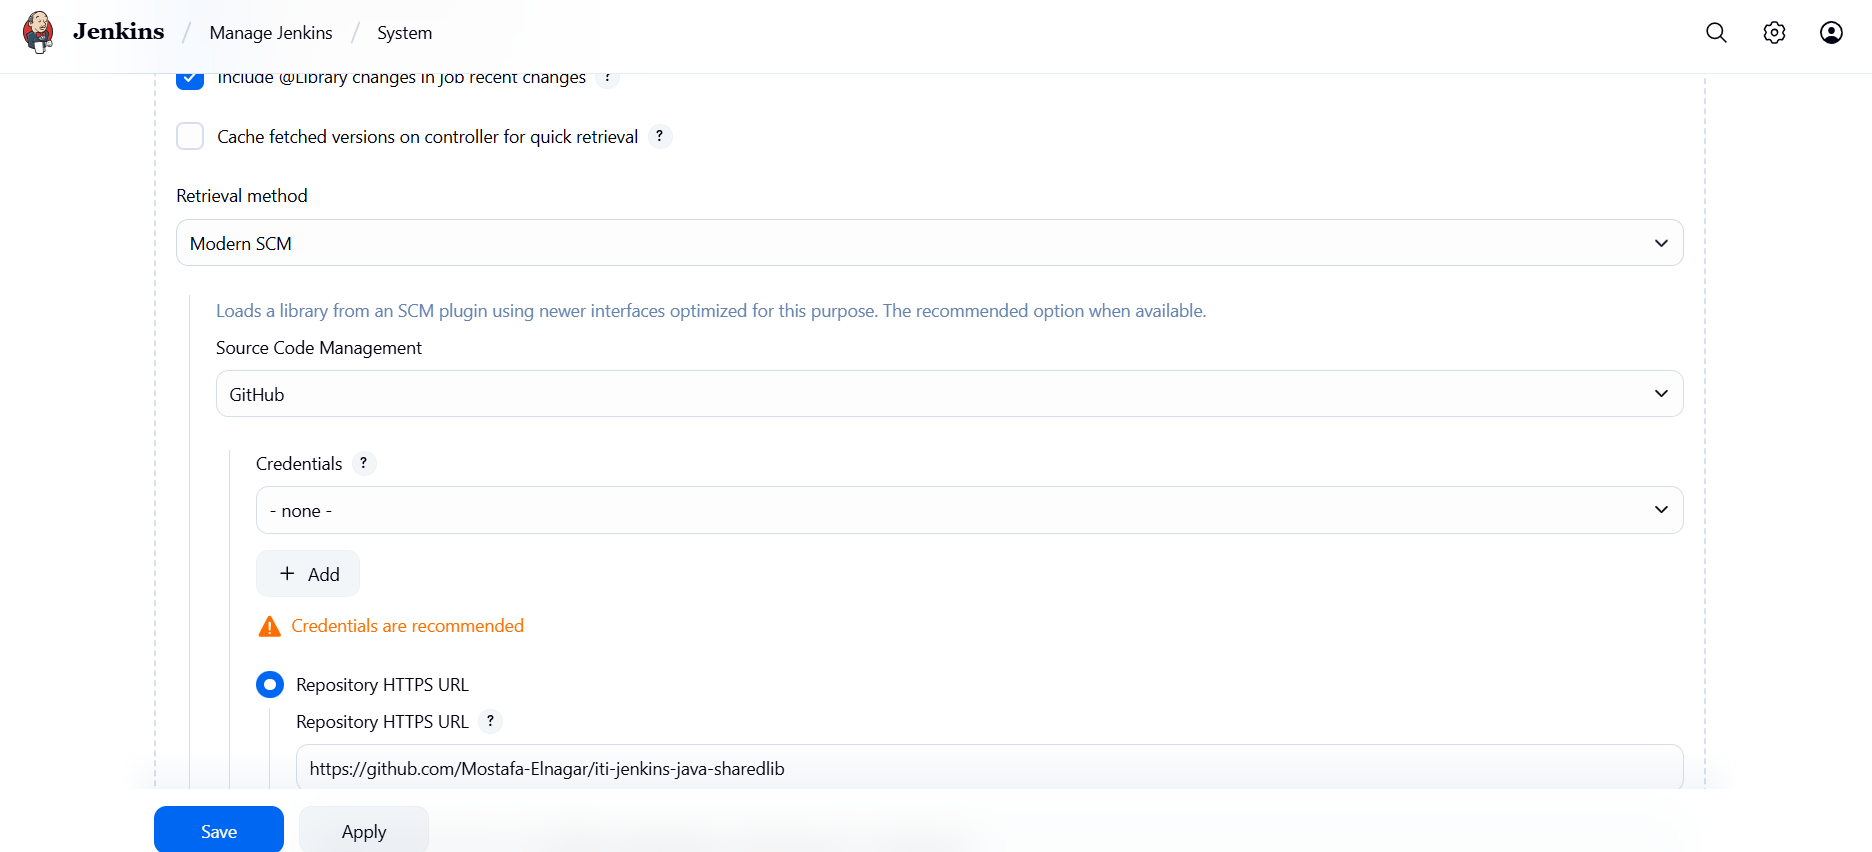 Jenkins / Manage Jenkins / System
Include @Library changes in job recent changes ?
Cache fetched versions on controller for quick retrieval ?
Retrieval method
Modern SCM
Loads a library from an SCM plugin using newer interfaces optimized for this purpose. The recommended option when available.
Source Code Management
GitHub
Credentials ?
- none -
+ Add
Credentials are recommended
Repository HTTPS URL
Repository HTTPS URL ?
https://github.com/Mostafa-Elnagar/iti-jenkins-java-sharedlib
Save Apply